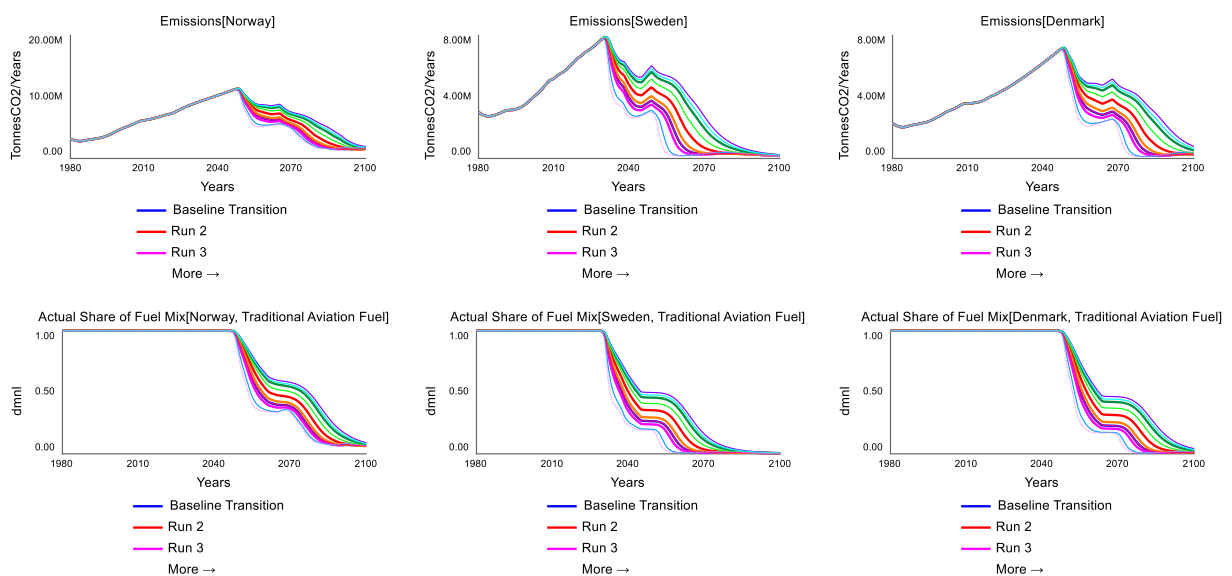 Emissions[Norway]
Emissions[Sweden]
Emissions[Denmark]
TonnesCO2/Years
20.00M
10.00M
0.00
1980
2010
2040
2070
2100
Years
TonnesCO2/Years
8.00M
4.00M
0.00
1980
2010
2040
2070
2100
Years
TonnesCO2/Years
8.00M
4.00M
0.00
1980
2010
2040
2070
2100
Years
Baseline Transition
Run 2
Run 3
More →
Baseline Transition
Run 2
Run 3
More →
Baseline Transition
Run 2
Run 3
More →
Actual Share of Fuel Mix[Norway, Traditional Aviation Fuel]
Actual Share of Fuel Mix[Sweden, Traditional Aviation Fuel]
Actual Share of Fuel Mix[Denmark, Traditional Aviation Fuel]
dmnl
1.00
0.50
0.00
1980
2010
2040
2070
2100
Years
dmnl
1.00
0.50
0.00
1980
2010
2040
2070
2100
Years
dmnl
1.00
0.50
0.00
1980
2010
2040
2070
2100
Years
Baseline Transition
Run 2
Run 3
More →
Baseline Transition
Run 2
Run 3
More →
Baseline Transition
Run 2
Run 3
More →